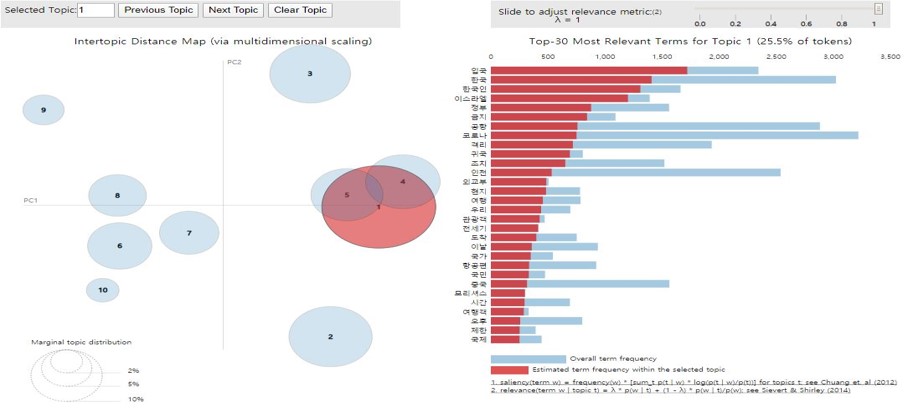 Selected Topic: 1 Previous Topic Next Topic Clear Topic
Slide to adjust relevance metric:(2)
λ = 1
0.0 0.2 0.4 0.6 0.8 1
Intertopic Distance Map (via multidimensional scaling)
PC2
PC1
3
9
4
5
8
1
7
6
10
2
Marginal topic distribution
2%
5%
10%
Top-30 Most Relevant Terms for Topic 1 (25.5% of tokens)
0 500 1,000 1,500 2,000 2,500 3,000 3,500
입국
한국
한국인
이스라엘
정부
금지
공항
코로나
격리
귀국
조치
인천
외교부
현지
여행
우리
관광객
전세기
도착
이날
국가
항공편
국민
중국
모리셔스
시간
여행객
오후
제한
국제
Overall term frequency
Estimated term frequency within the selected topic
1. saliency(term w) = frequency(w) * [sum_t p(t | w) * log(p(t | w)/p(t))] for topics t; see Chuang et. al (2012)
2. relevance(term w | topic t) = λ * p(w | t) + (1 - λ) * p(w | t)/p(w); see Sievert & Shirley (2014)